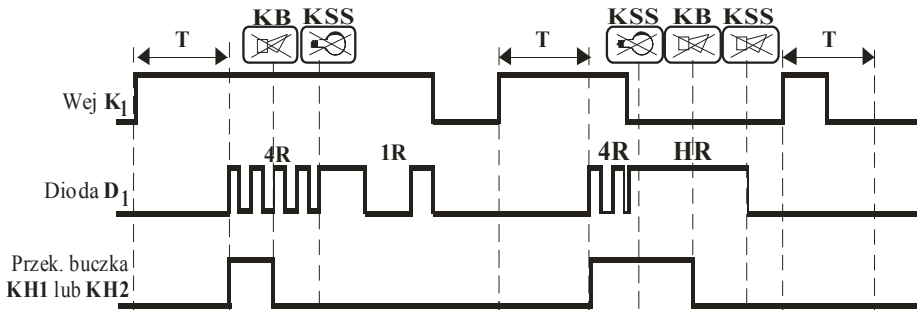 KB KSS KSS KB KSS
T T T
Wej K1
4R 1R 4R HR
Dioda D1
Przek. buczka
KH1 lub KH2